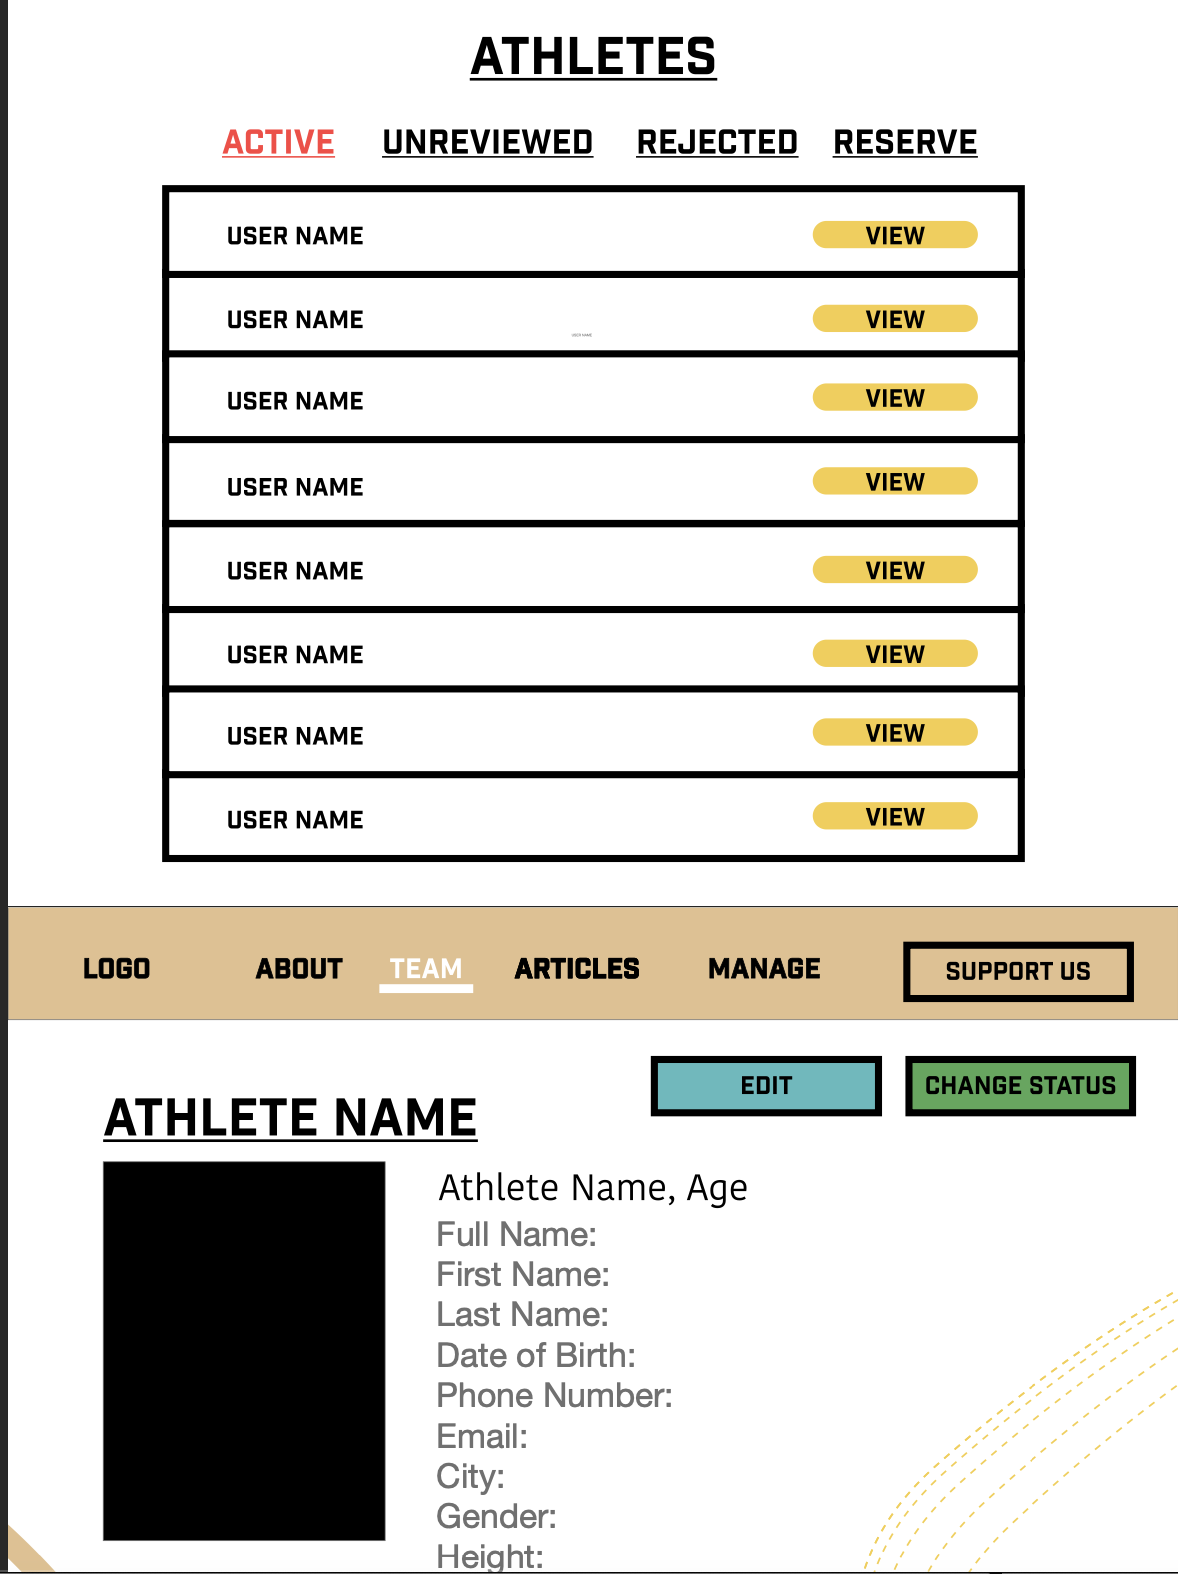 ATHLETES
ACTIVE UNREVIEWED REJECTED RESERVE
USER NAME VIEW
USER NAME VIEW
USER NAME
USER NAME VIEW
USER NAME VIEW
USER NAME VIEW
USER NAME VIEW
USER NAME VIEW
USER NAME VIEW
LOGO ABOUT TEAM ARTICLES MANAGE SUPPORT US
EDIT CHANGE STATUS
ATHLETE NAME
Athlete Name, Age
Full Name:
First Name:
Last Name:
Date of Birth:
Phone Number:
Email:
City:
Gender:
Height: